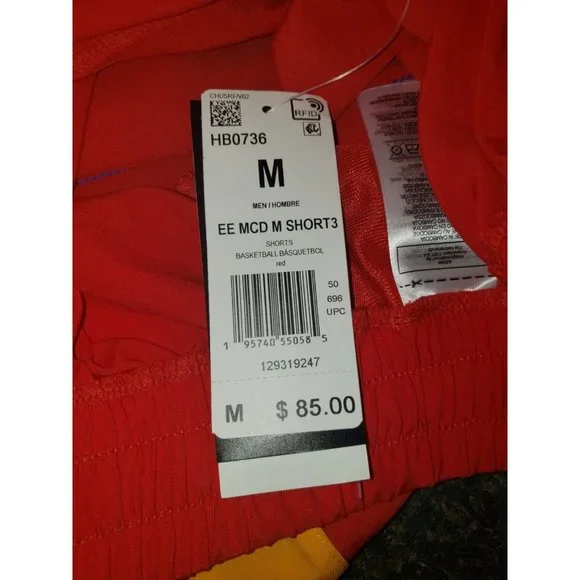 CHUSRFAV02
RFID
HB0736
M
MEN / HOMBRE
EE MCD M SHORT3
SHORTS
BASKETBALL BÁSQUETBOL
red
50
696
UPC
1 95740 55058 5
129319247
M $ 85.00